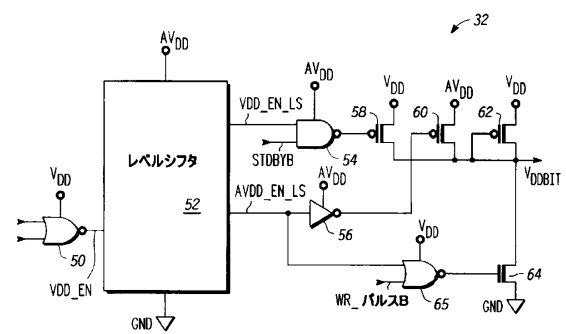 AVDD
32
VDD_EN_LS
AVDD
VDD
AVDD
VDD
58
60
62
STDBYB
54
レベルシフタ
52
VDDBIT
VDD
AVDD_EN_LS
AVDD
56
50
VDD_EN
VDD
WR_パルスB
65
64
GND
GND